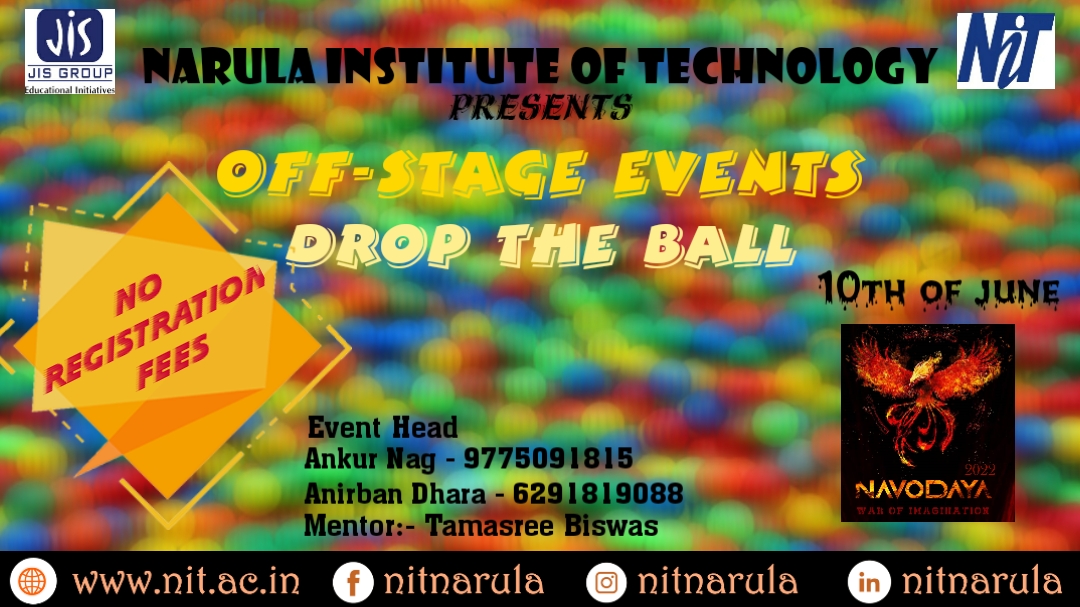 JIS
JIS GROUP
Educational Initiatives
NiT
NARULA INSTITUTE OF TECHNOLOGY
PRESENTS
OFF-STAGE EVENTS
DROP THE BALL
NO
REGISTRATION
FEES
10TH OF JUNE
2022
NAVODAYA
WAR OF IMAGINATION
Event Head
Ankur Nag - 9775091815
Anirban Dhara - 6291819088
Mentor:- Tamasree Biswas
www.nit.ac.in nitnarula nitnarula nitnarula